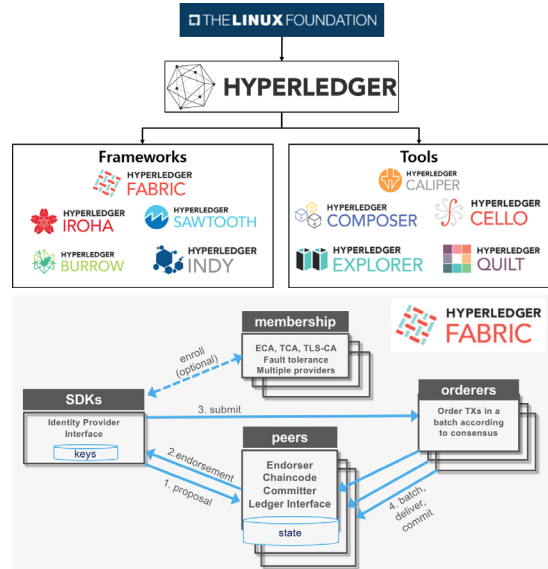 THE LINUX FOUNDATION
HYPERLEDGER
Frameworks
HYPERLEDGER
FABRIC
HYPERLEDGER
IROHA
HYPERLEDGER
SAWTOOTH
HYPERLEDGER
BURROW
HYPERLEDGER
INDY
Tools
HYPERLEDGER
CALIPER
HYPERLEDGER
COMPOSER
HYPERLEDGER
CELLO
HYPERLEDGER
EXPLORER
HYPERLEDGER
QUILT
HYPERLEDGER
FABRIC
membership
ECA, TCA, TLS-CA
Fault tolerance
Multiple providers
enroll
(optional)
SDKs
Identity Provider
Interface
keys
3. submit
orderers
Order TXs in a
batch according
to consensus
peers
Endorser
Chaincode
Committer
Ledger Interface
state
2.endorsement
1. proposal
4. batch,
deliver,
commit